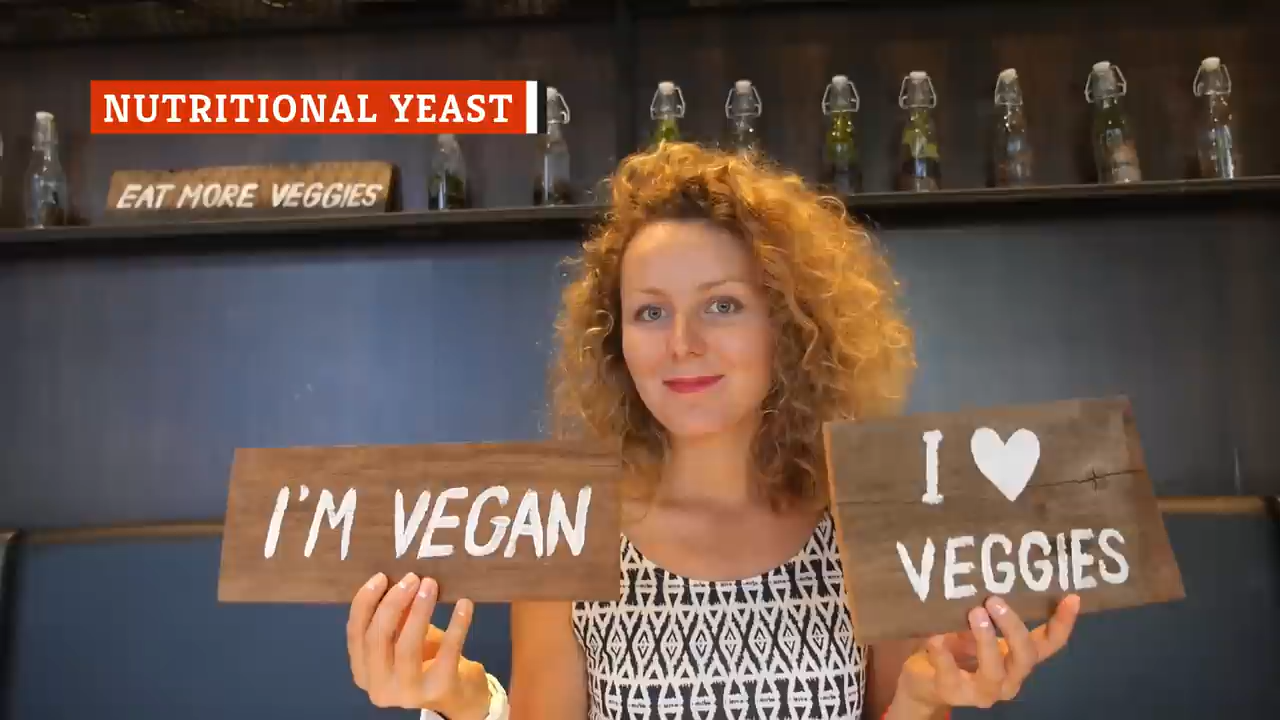 NUTRITIONAL YEAST
EAT MORE VEGGIES
I'M VEGAN
I ♥
VEGGIES